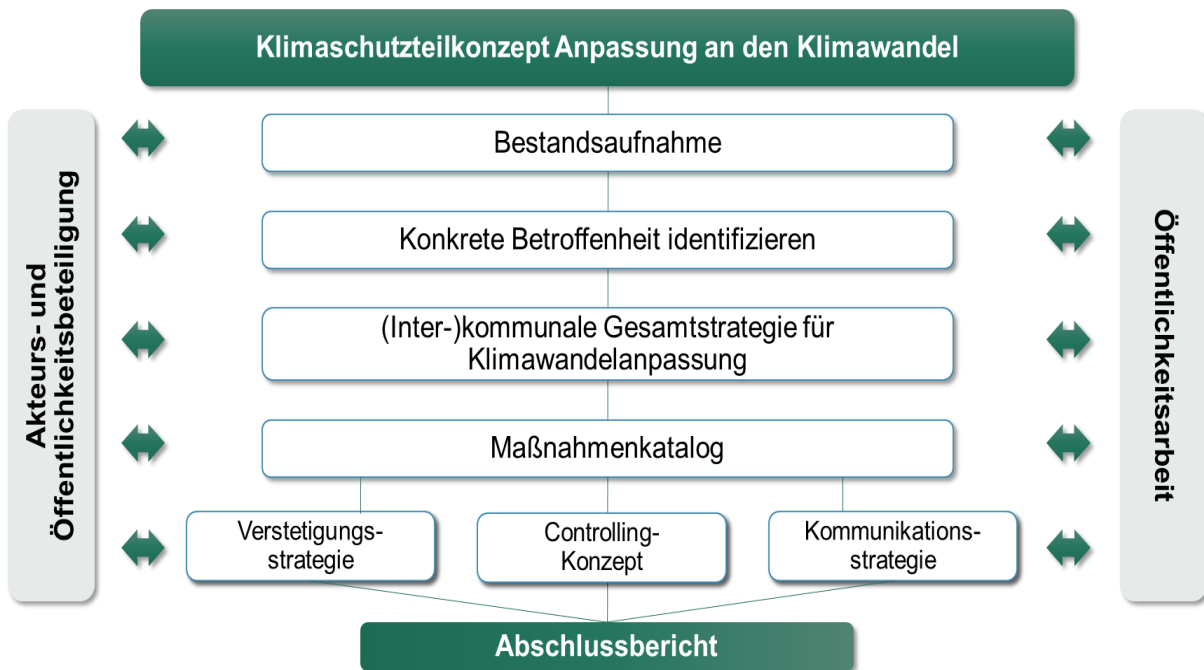 Klimaschutzteilkonzept Anpassung an den Klimawandel
Akteurs- und
Öffentlichkeitsbeteiligung
Bestandsaufnahme
Konkrete Betroffenheit identifizieren
(Inter-)kommunale Gesamtstrategie für
Klimawandelanpassung
Maßnahmenkatalog
Verstetigungs-
strategie
Controlling-
Konzept
Kommunikations-
strategie
Öffentlichkeitsarbeit
Abschlussbericht